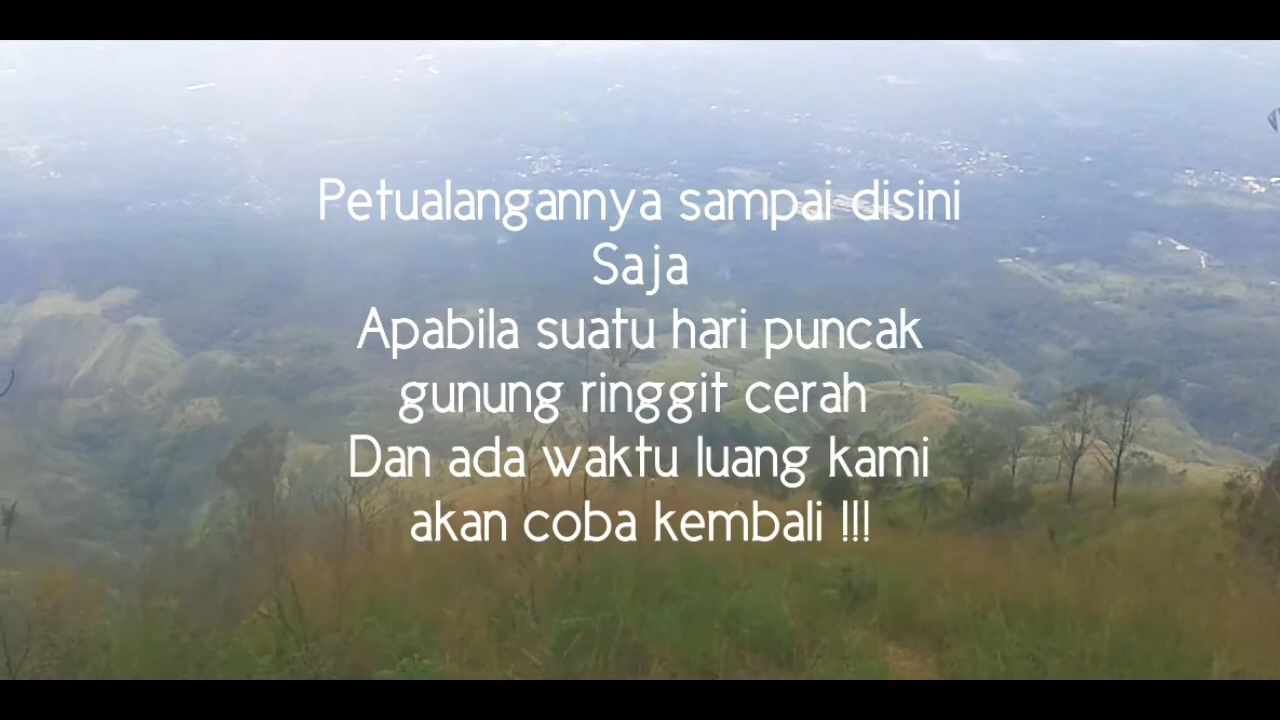 Petualangannya sampai disini
Saja
Apabila suatu hari puncak
gunung ringgit cerah
Dan ada waktu luang kami
akan coba kembali !!!